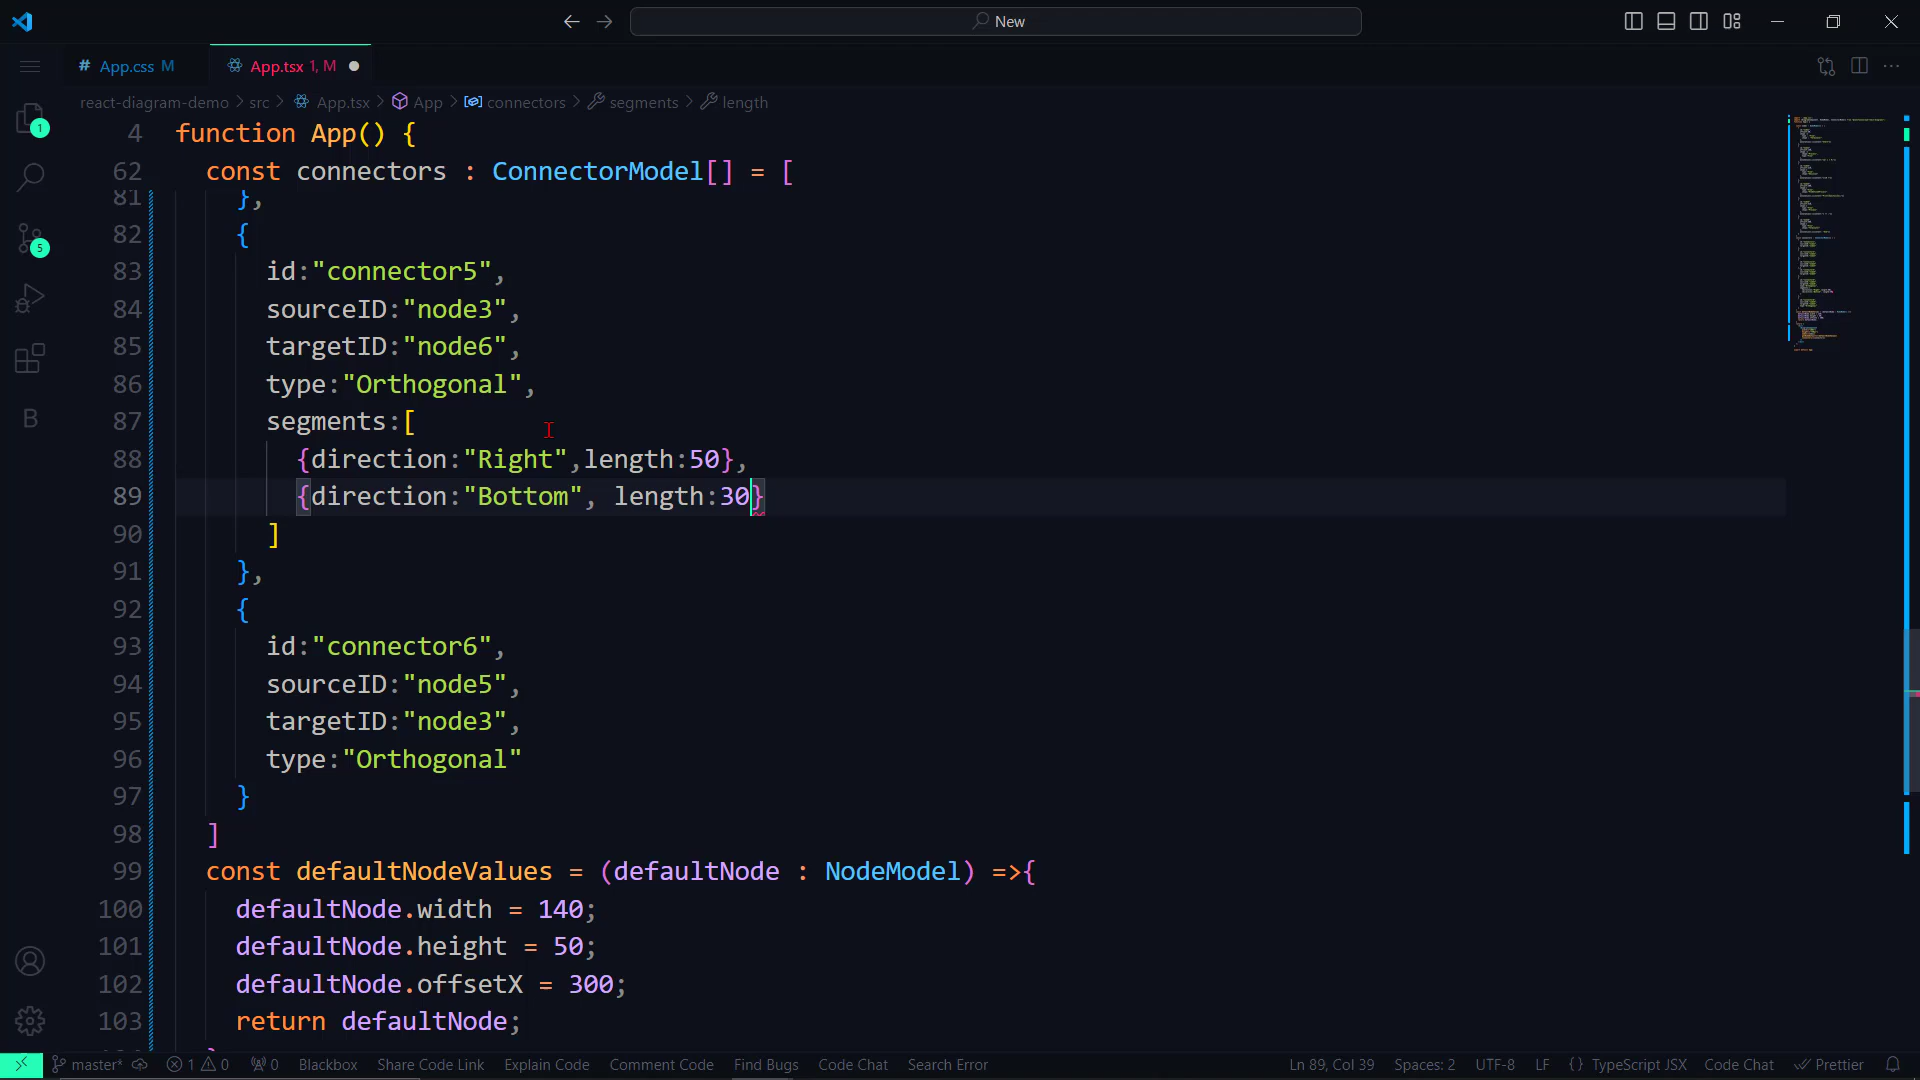 New
# App.css M
App.tsx 1, M
react-diagram-demo > src > App.tsx > App > connectors > segments > length
4 function App() {
62 const connectors : ConnectorModel[] = [
81 },
82 {
83 id:"connector5",
84 sourceID:"node3",
85 targetID:"node6",
86 type:"Orthogonal",
87 segments:[
88 {direction:"Right",length:50},
89 {direction:"Bottom", length:30}
90 ]
91 },
92 {
93 id:"connector6",
94 sourceID:"node5",
95 targetID:"node3",
96 type:"Orthogonal"
97 }
98 ]
99 const defaultNodeValues = (defaultNode : NodeModel) =>{
100 defaultNode.width = 140;
101 defaultNode.height = 50;
102 defaultNode.offsetX = 300;
103 return defaultNode;
1
5
B
master* 1 0 0 Blackbox Share Code Link Explain Code Comment Code Find Bugs Code Chat Search Error Ln 89, Col 39 Spaces: 2 UTF-8 LF {} TypeScript JSX Code Chat Prettier